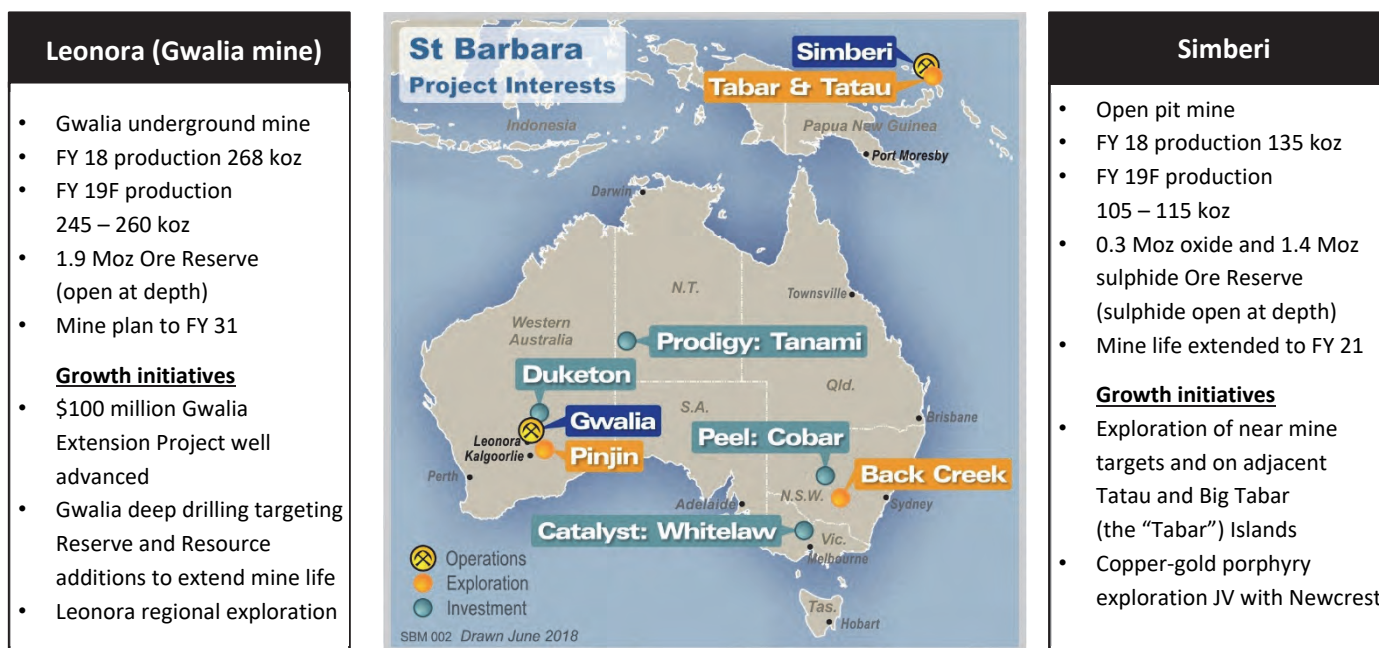 Leonora (Gwalia mine)
• Gwalia underground mine
• FY 18 production 268 koz
• FY 19F production
245 – 260 koz
• 1.9 Moz Ore Reserve
(open at depth)
• Mine plan to FY 31
Growth initiatives
• $100 million Gwalia
Extension Project well
advanced
• Gwalia deep drilling targeting
Reserve and Resource
additions to extend mine life
• Leonora regional exploration
St Barbara
Project Interests
Simberi
Tabar & Tatau
Indonesia
Papua New Guinea
Port Moresby
Darwin
N.T.
Townsville
Western
Australia
Prodigy: Tanami
Duketon
Qld.
S.A.
Gwalia
Brisbane
Leonora
Peel: Cobar
Kalgoorlie
Pinjin
Perth
Back Creek
N.S.W.
Adelaide
Sydney
Catalyst: Whitelaw
Vic.
Melbourne
Operations
Exploration
Investment
Tas.
Hobart
SBM 002 Drawn June 2018
Simberi
• Open pit mine
• FY 18 production 135 koz
• FY 19F production
105 – 115 koz
• 0.3 Moz oxide and 1.4 Moz
sulphide Ore Reserve
(sulphide open at depth)
• Mine life extended to FY 21
Growth initiatives
• Exploration of near mine
targets and on adjacent
Tatau and Big Tabar
(the “Tabar”) Islands
• Copper-gold porphyry
exploration JV with Newcrest